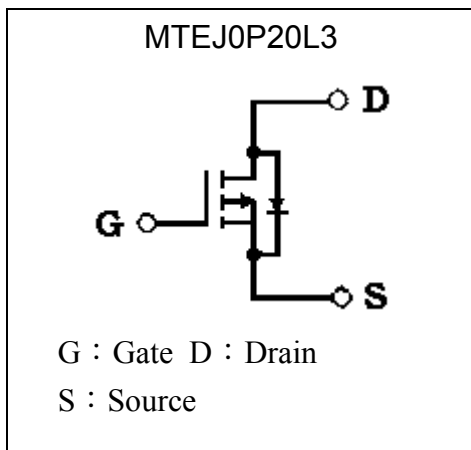 MTEJ0P20L3
D
G
S
G：Gate D：Drain
S：Source